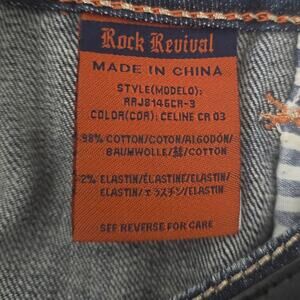 Rock Revival
MADE IN CHINA
STYLE(MODELO):
RRJ8146CR-3
COLOR(COR): CELINE CR 03
98% COTTON/COTON/ALGODÓN/
BAUMWOLLE/綿/COTTON
2% ELASTIN/ÉLASTINE/ELASTIN/
ELASTIN/エラスチン/ELASTIN
SEE REVERSE FOR CARE